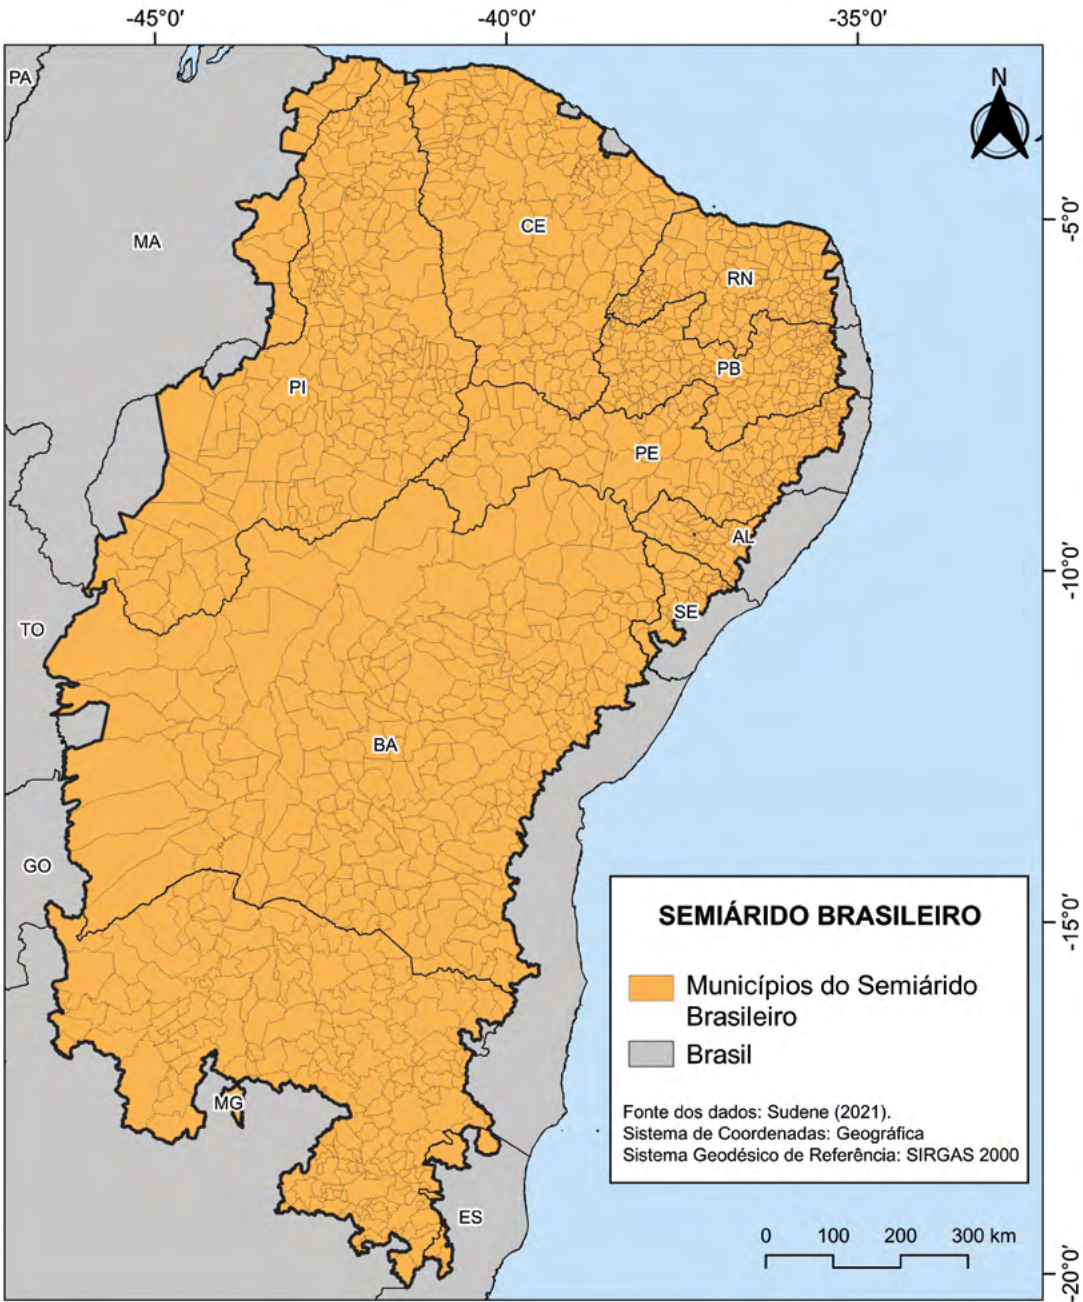 -45°0′ -40°0′ -35°0′
PA
N
-5°0′
CE
MA
RN
PB
PI
PE
AL
-10°0′
SE
TO
BA
GO
SEMIÁRIDO BRASILEIRO
-15°0′
Municípios do Semiárido
Brasileiro
Brasil
MG
Fonte dos dados: Sudene (2021).
Sistema de Coordenadas: Geográfica
Sistema Geodésico de Referência: SIRGAS 2000
ES
0 100 200 300 km
-20°0′